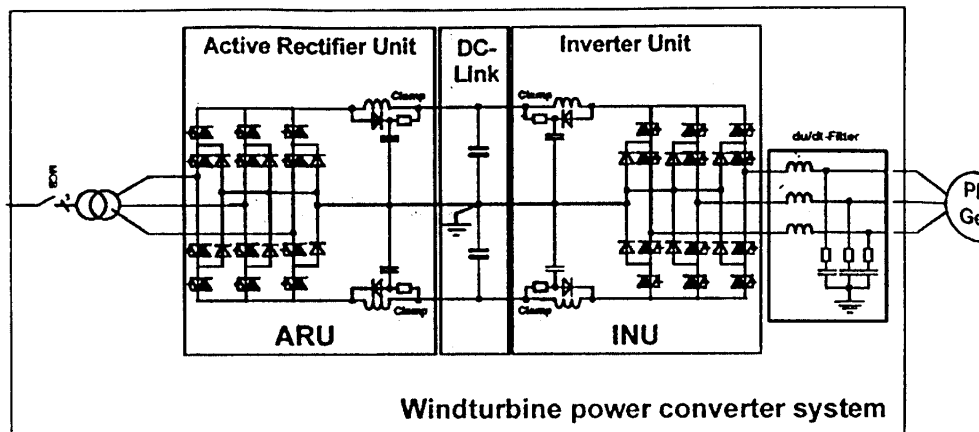 Active Rectifier Unit
DC-
Link
Inverter Unit
Clamp
Clamp
du/dt-Filter
MCB
Clamp
Clamp
ARU
INU
Windturbine power converter system